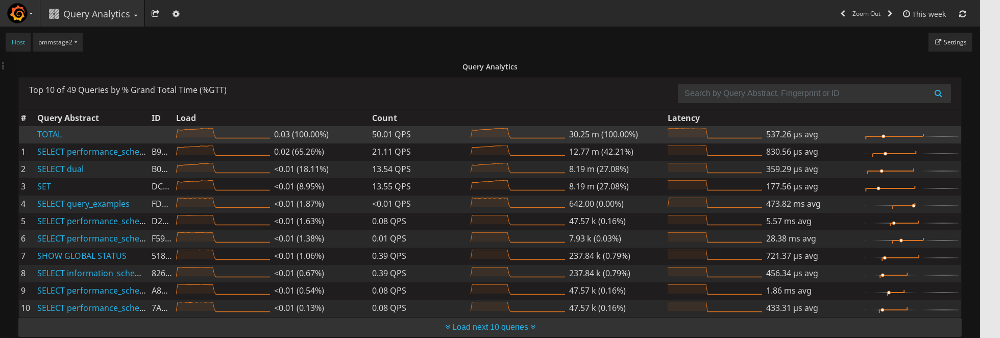 Query Analytics
Zoom Out
This week
Host
pmmstage2
Settings
Query Analytics
Top 10 of 49 Queries by % Grand Total Time (%GTT)
Search by Query Abstract, Fingerprint or ID
# Query Abstract ID Load Count Latency
TOTAL 0.03 (100.00%) 50.01 QPS 30.25 m (100.00%) 537.26 µs avg
1 SELECT performance_sche... B9... 0.02 (65.26%) 21.11 QPS 12.77 m (42.21%) 830.56 µs avg
2 SELECT dual B0... <0.01 (18.11%) 13.54 QPS 8.19 m (27.08%) 359.29 µs avg
3 SET DC... <0.01 (8.95%) 13.55 QPS 8.19 m (27.08%) 177.56 µs avg
4 SELECT query_examples FD... <0.01 (1.87%) <0.01 QPS 642.00 (0.00%) 473.82 ms avg
5 SELECT performance_sche... D2... <0.01 (1.63%) 0.08 QPS 47.57 k (0.16%) 5.57 ms avg
6 SELECT performance_sche... F59... <0.01 (1.38%) 0.01 QPS 7.93 k (0.03%) 28.38 ms avg
7 SHOW GLOBAL STATUS 518... <0.01 (1.06%) 0.39 QPS 237.84 k (0.79%) 721.37 µs avg
8 SELECT information_sche... 826... <0.01 (0.67%) 0.39 QPS 237.84 k (0.79%) 456.34 µs avg
9 SELECT performance_sche... A8... <0.01 (0.54%) 0.08 QPS 47.57 k (0.16%) 1.86 ms avg
10 SELECT performance_sche... 7A... <0.01 (0.13%) 0.08 QPS 47.57 k (0.16%) 433.31 µs avg
Load next 10 queries